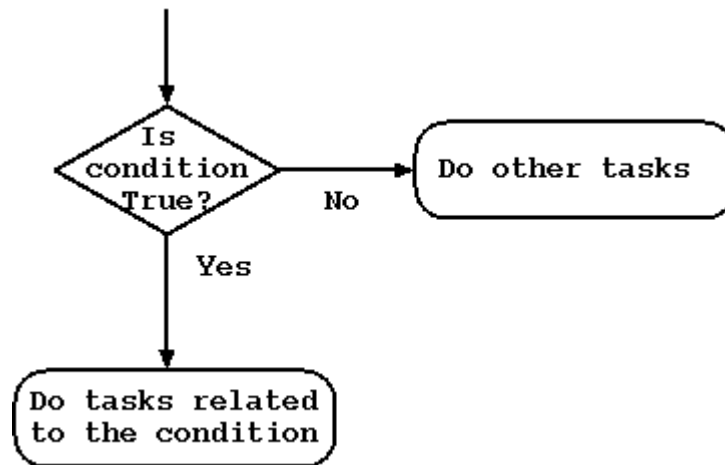 Is
condition
True?
Do other tasks
No
Yes
Do tasks related
to the condition